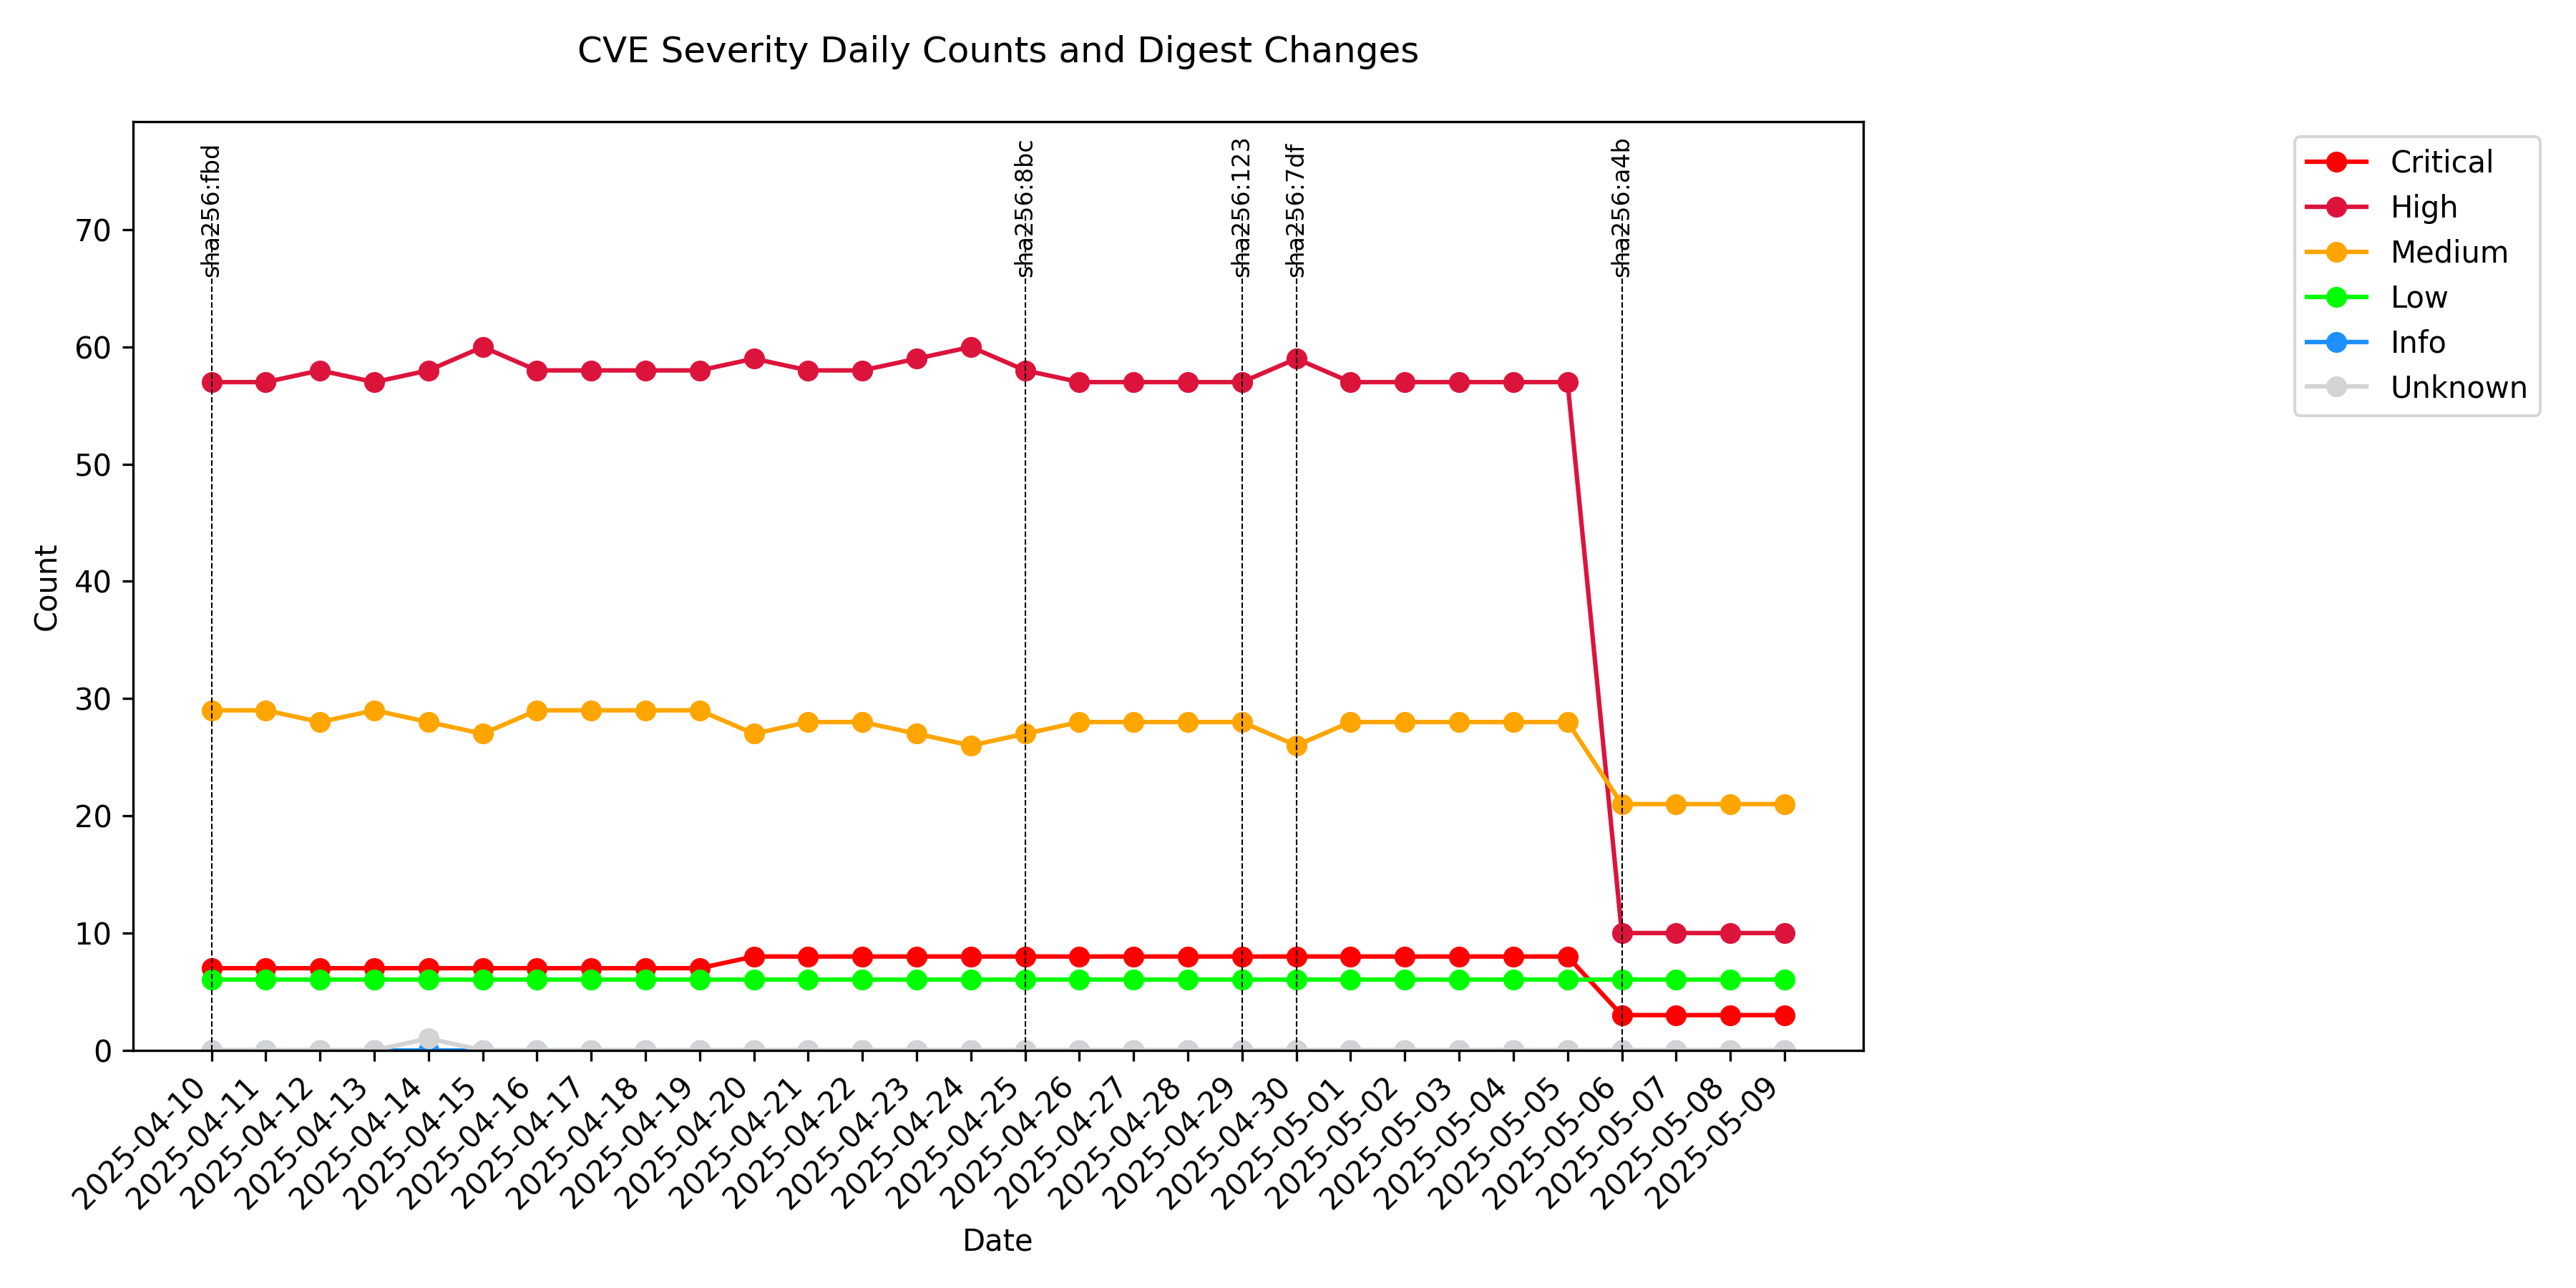 CVE Severity Daily Counts and Digest Changes
sha256:fbd
sha256:8bc
sha256:123
sha256:7df
sha256:a4b
Critical
High
Medium
Low
Info
Unknown
Count
70
60
50
40
30
20
10
0
2025-04-10
2025-04-11
2025-04-12
2025-04-13
2025-04-14
2025-04-15
2025-04-16
2025-04-17
2025-04-18
2025-04-19
2025-04-20
2025-04-21
2025-04-22
2025-04-23
2025-04-24
2025-04-25
2025-04-26
2025-04-27
2025-04-28
2025-04-29
2025-04-30
2025-05-01
2025-05-02
2025-05-03
2025-05-04
2025-05-05
2025-05-06
2025-05-07
2025-05-08
2025-05-09
Date